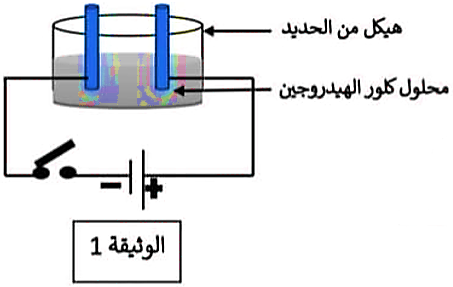 هيكل من الحديد
محلول كلور الهيدروجين
- +
الوثيقة 1